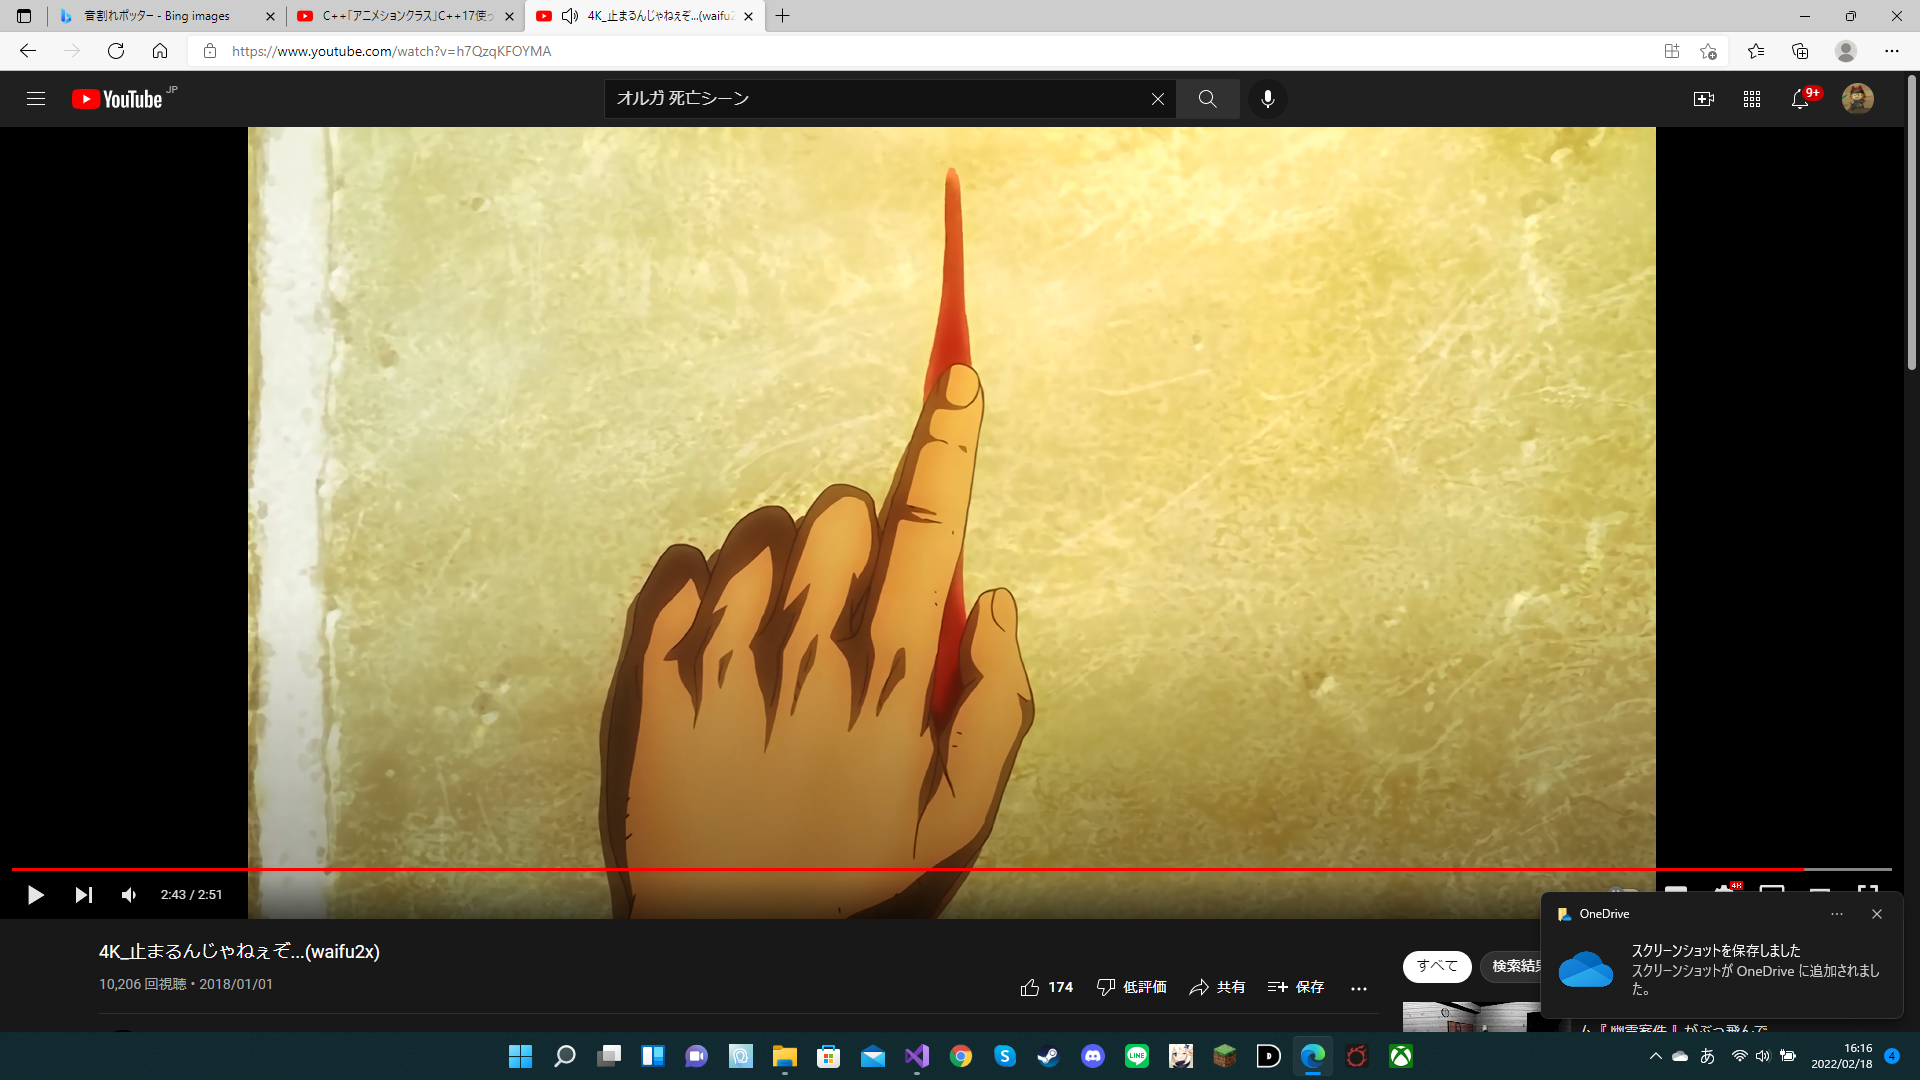 音割れポッター - Bing images
C++「アニメションクラス」C++17使っ
4K_止まるんじゃねぇぞ...(waifu2
https://www.youtube.com/watch?v=h7QzqKFOYMA
YouTube JP
オルガ 死亡シーン
9+
2:43 / 2:51
4K
OneDrive
スクリーンショットを保存しました
スクリーンショットが OneDrive に追加されまし
た。
4K_止まるんじゃねぇぞ...(waifu2x)
10,206 回視聴・2018/01/01
174
低評価
共有
保存
すべて
検索結果
LINE
あ
16:16
2022/02/18
4